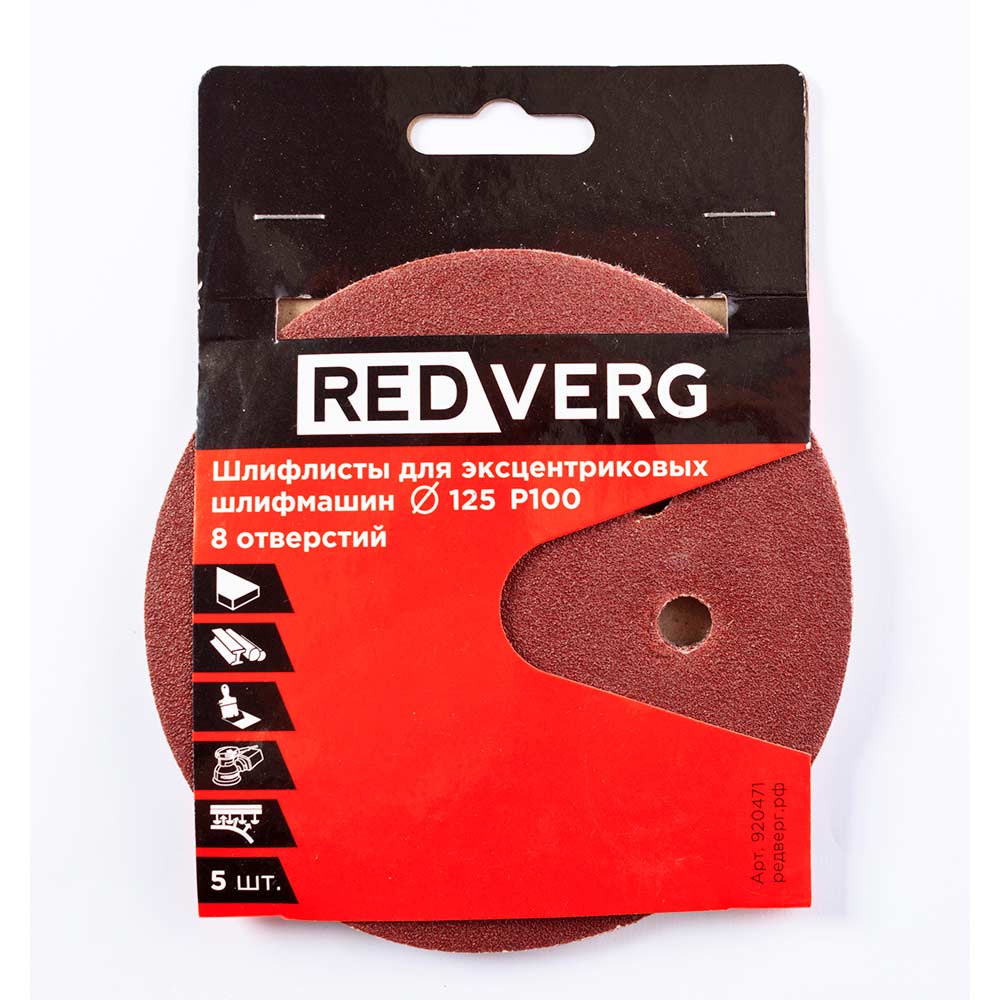 REDVERG
Шлифлисты для эксцентриковых
шлифмашин ⌀ 125 P100
8 отверстий
5 шт.
Арт. 920471
редверг.рф